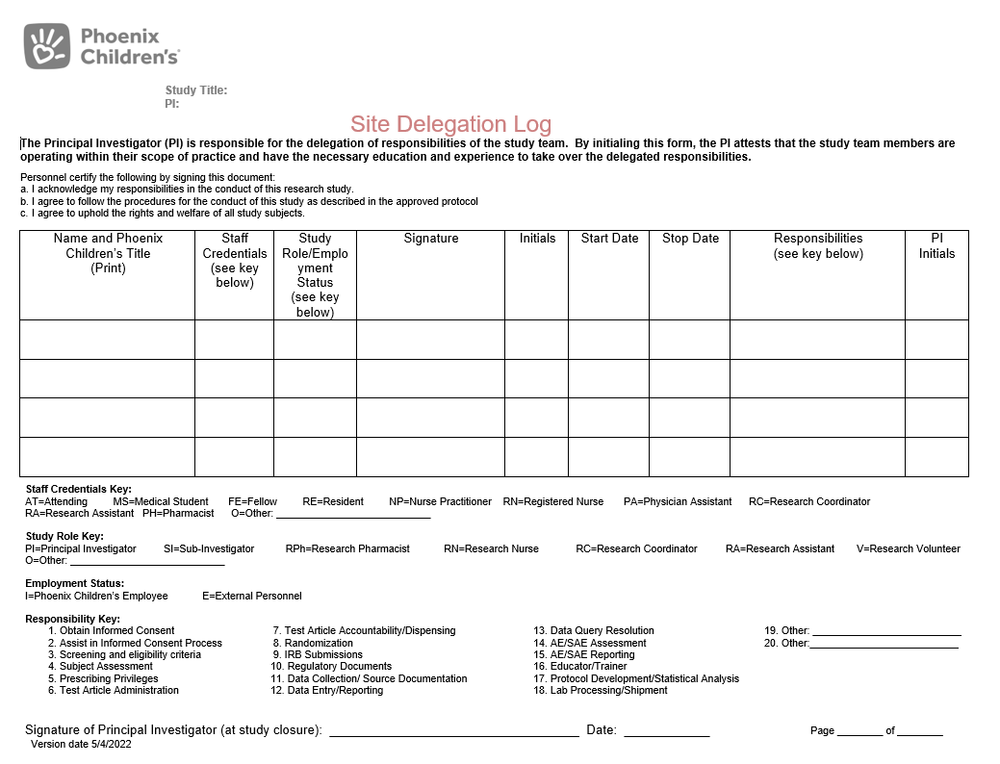 Phoenix
Children's
Study Title:
PI:
Site Delegation Log
The Principal Investigator (PI) is responsible for the delegation of responsibilities of the study team.  By initialing this form, the PI attests that the study team members are
operating within their scope of practice and have the necessary education and experience to take over the delegated responsibilities.
Personnel certify the following by signing this document:
a. I acknowledge my responsibilities in the conduct of this research study.
b. I agree to follow the procedures for the conduct of this study as described in the approved protocol
c. I agree to uphold the rights and welfare of all study subjects.
Name and Phoenix
Children's Title
(Print)
Staff
Credentials
(see key
below)
Study
Role/Emplo
yment
Status
(see key
below)
Signature
Initials
Start Date
Stop Date
Responsibilities
(see key below)
PI
Initials
Staff Credentials Key:
AT=Attending MS=Medical Student FE=Fellow RE=Resident NP=Nurse Practitioner RN=Registered Nurse PA=Physician Assistant RC=Research Coordinator
RA=Research Assistant PH=Pharmacist O=Other: ____________________
Study Role Key:
PI=Principal Investigator SI=Sub-Investigator RPh=Research Pharmacist RN=Research Nurse RC=Research Coordinator RA=Research Assistant V=Research Volunteer
O=Other: ____________________
Employment Status:
I=Phoenix Children's Employee E=External Personnel
Responsibility Key:
1. Obtain Informed Consent
2. Assist in Informed Consent Process
3. Screening and eligibility criteria
4. Subject Assessment
5. Prescribing Privileges
6. Test Article Administration
7. Test Article Accountability/Dispensing
8. Randomization
9. IRB Submissions
10. Regulatory Documents
11. Data Collection/ Source Documentation
12. Data Entry/Reporting
13. Data Query Resolution
14. AE/SAE Assessment
15. AE/SAE Reporting
16. Educator/Trainer
17. Protocol Development/Statistical Analysis
18. Lab Processing/Shipment
19. Other: ____________________
20. Other:____________________
Signature of Principal Investigator (at study closure): ____________________ Date: __________ Page ______ of ______
Version date 5/4/2022